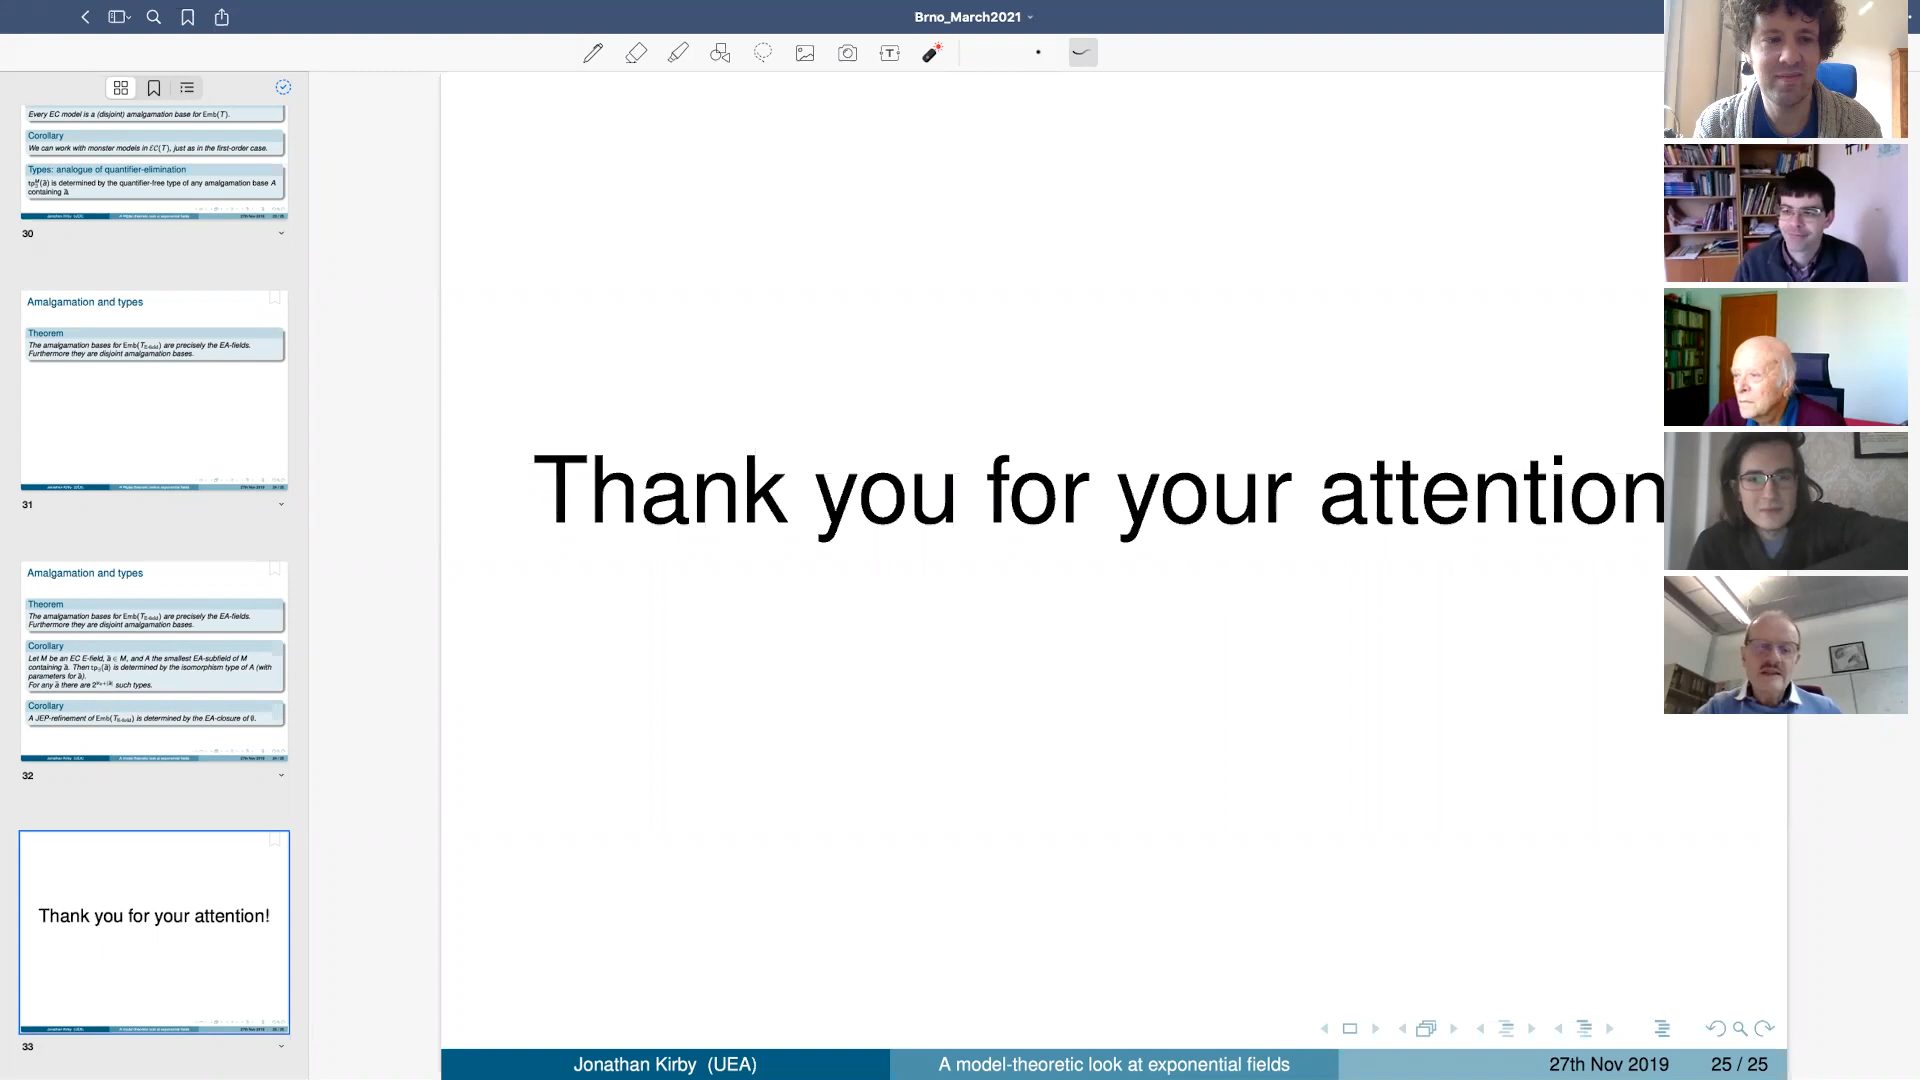 Brno_March2021
Every EC model is a (disjoint) amalgamation base for Emb(T).
Corollary
We can work with monster models in EC(T), just as in the first-order case.
Types: analogue of quantifier-elimination
is determined by the quantifier-free type of any amalgamation base A
containing ā.
30
Amalgamation and types
Theorem
The amalgamation bases for Emb(T_E-field) are precisely the EA-fields.
Furthermore they are disjoint amalgamation bases.
31
Amalgamation and types
Theorem
The amalgamation bases for Emb(T_E-field) are precisely the EA-fields.
Furthermore they are disjoint amalgamation bases.
Corollary
Let M be an EC E-field, ā ∈ M, and A the smallest EA-subfield of M
containing ā. Then tp∃(ā) is determined by the isomorphism type of A (with
parameters for ā).
For any ā there are such types.
Corollary
A JEP-refinement of Emb(T_E-field) is determined by the EA-closure of 0.
32
Thank you for your attention!
33
Thank you for your attention
Jonathan Kirby (UEA) A model-theoretic look at exponential fields 27th Nov 2019 25 / 25